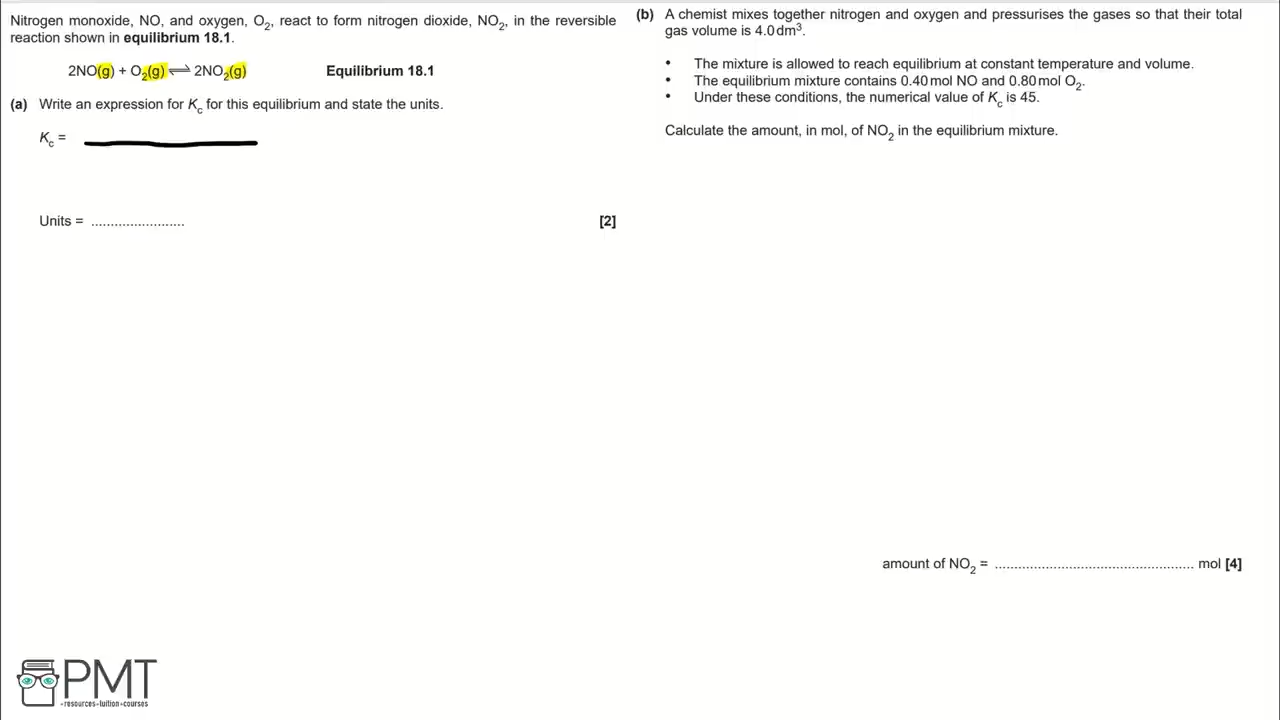 Nitrogen monoxide, NO, and oxygen, O₂, react to form nitrogen dioxide, NO₂, in the reversible
reaction shown in equilibrium 18.1.
2NO(g) + O₂(g) ⇌ 2NO₂(g) Equilibrium 18.1
(a) Write an expression for Kc for this equilibrium and state the units.
Kc =
Units = ........................ [2]
(b) A chemist mixes together nitrogen and oxygen and pressurises the gases so that their total
gas volume is 4.0 dm³.
• The mixture is allowed to reach equilibrium at constant temperature and volume.
• The equilibrium mixture contains 0.40 mol NO and 0.80 mol O₂.
• Under these conditions, the numerical value of Kc is 45.
Calculate the amount, in mol, of NO₂ in the equilibrium mixture.
amount of NO₂ = ................................................... mol [4]
PMT
•resources•tuition•courses